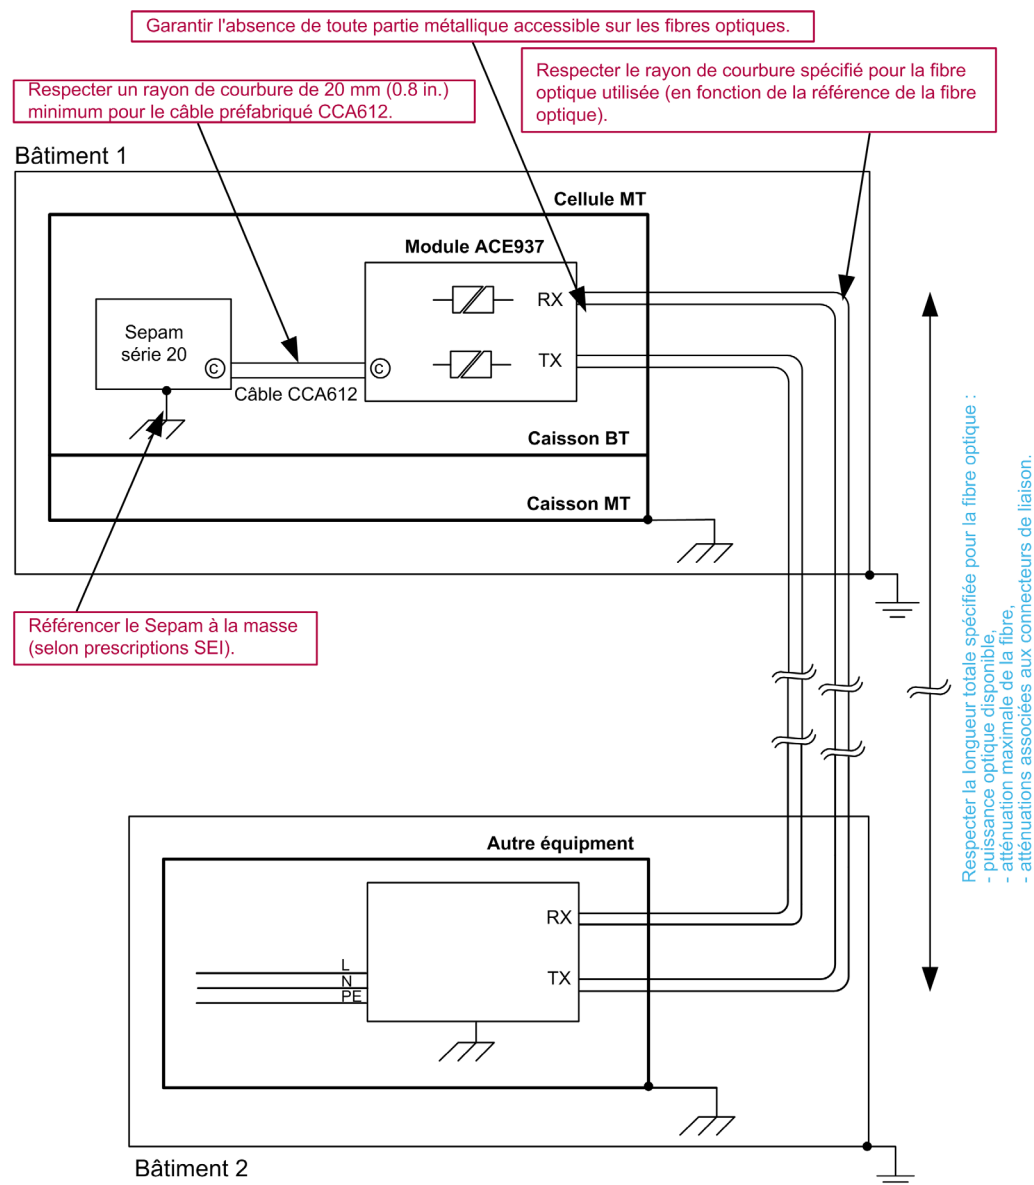 Garantir l'absence de toute partie métallique accessible sur les fibres optiques.
Respecter un rayon de courbure de 20 mm (0.8 in.)
minimum pour le câble préfabriqué CCA612.
Respecter le rayon de courbure spécifié pour la fibre
optique utilisée (en fonction de la référence de la fibre
optique).
Bâtiment 1
Cellule MT
Module ACE937
RX
Sepam
série 20
C
C
TX
Câble CCA612
Caisson BT
Caisson MT
Référencer le Sepam à la masse
(selon prescriptions SEI).
Respecter la longueur totale spécifiée pour la fibre optique :
- puissance optique disponible,
- atténuation maximale de la fibre,
- atténuations associées aux connecteurs de liaison.
Autre équipment
RX
L
N
PE
TX
Bâtiment 2